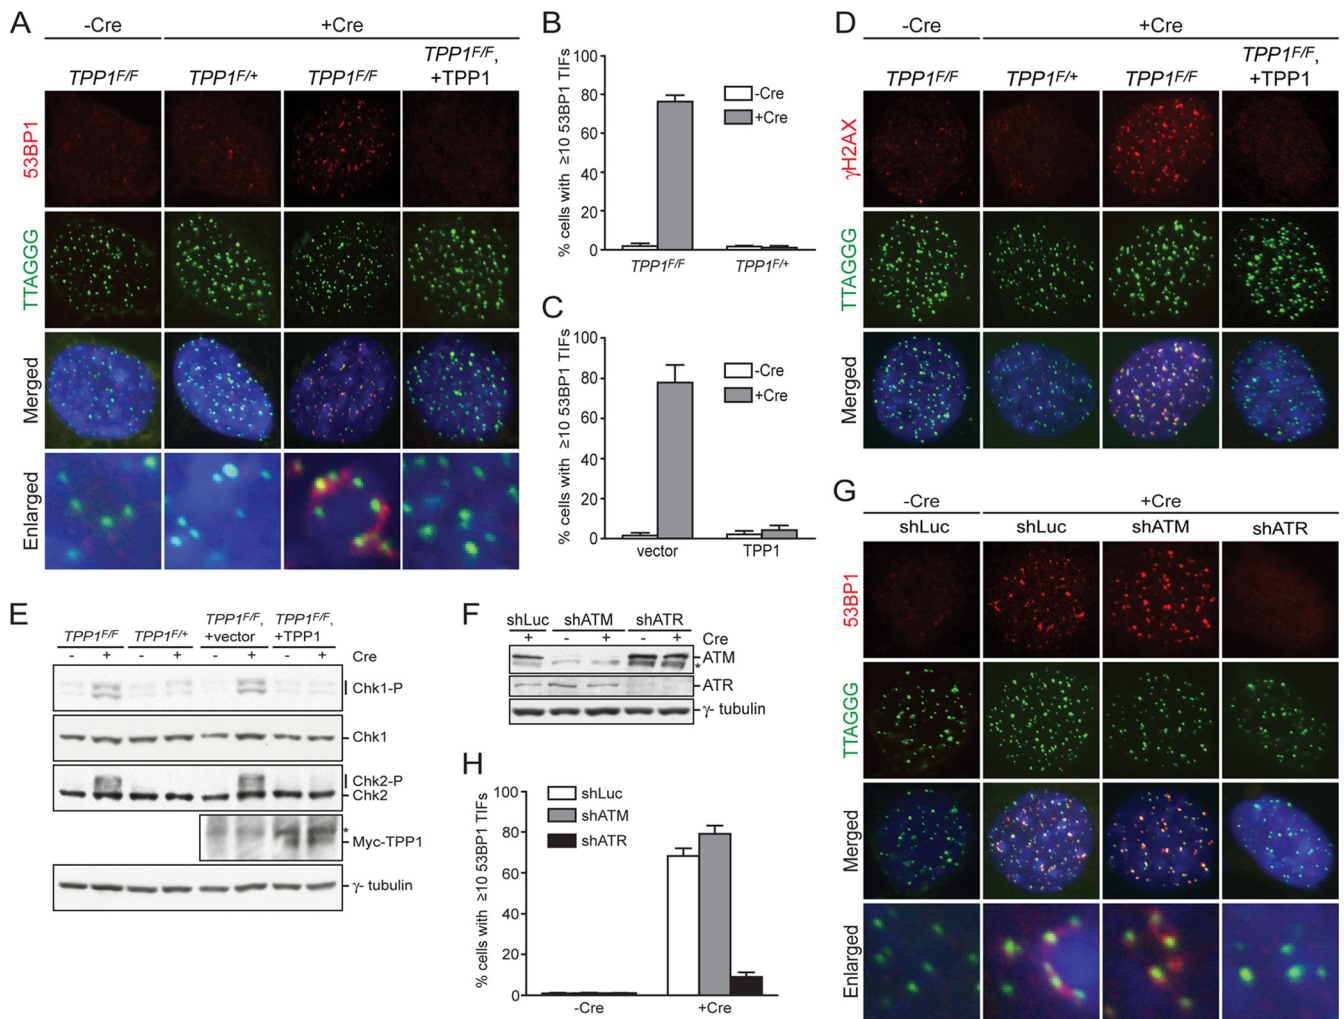 A
-Cre
+Cre
TPP1F/F
TPP1F/+
TPP1F/F
TPP1F/F,
+TPP1
53BP1
TTAGGG
Merged
Enlarged
B
% cells with ≥10 53BP1 TIFs
100
80
60
40
20
0
-Cre
+Cre
TPP1F/F
TPP1F/+
C
% cells with ≥10 53BP1 TIFs
100
80
60
40
20
0
-Cre
+Cre
vector
TPP1
D
-Cre
+Cre
TPP1F/F
TPP1F/+
TPP1F/F
TPP1F/F,
+TPP1
γH2AX
TTAGGG
Merged
E
TPP1F/F
TPP1F/+
TPP1F/F,
+vector
TPP1F/F,
+TPP1
- + - + - + - + Cre
Chk1-P
Chk1
Chk2-P
Chk2
*
Myc-TPP1
γ- tubulin
F
shLuc shATM shATR
+ - + - + Cre
ATM
*
ATR
γ- tubulin
G
-Cre
+Cre
shLuc
shLuc
shATM
shATR
53BP1
TTAGGG
Merged
Enlarged
H
% cells with ≥10 53BP1 TIFs
100
80
60
40
20
0
shLuc
shATM
shATR
-Cre
+Cre